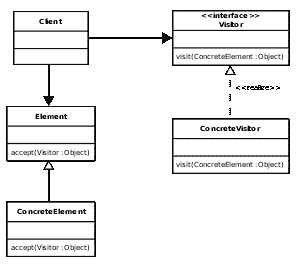 Client
<<interface >>
Visitor
visit(ConcreteElement : Object)
<<realize>>
Element
accept(Visitor : Object)
ConcreteVisitor
visit(ConcreteElement : Object)
ConcreteElement
accept(Visitor : Object)